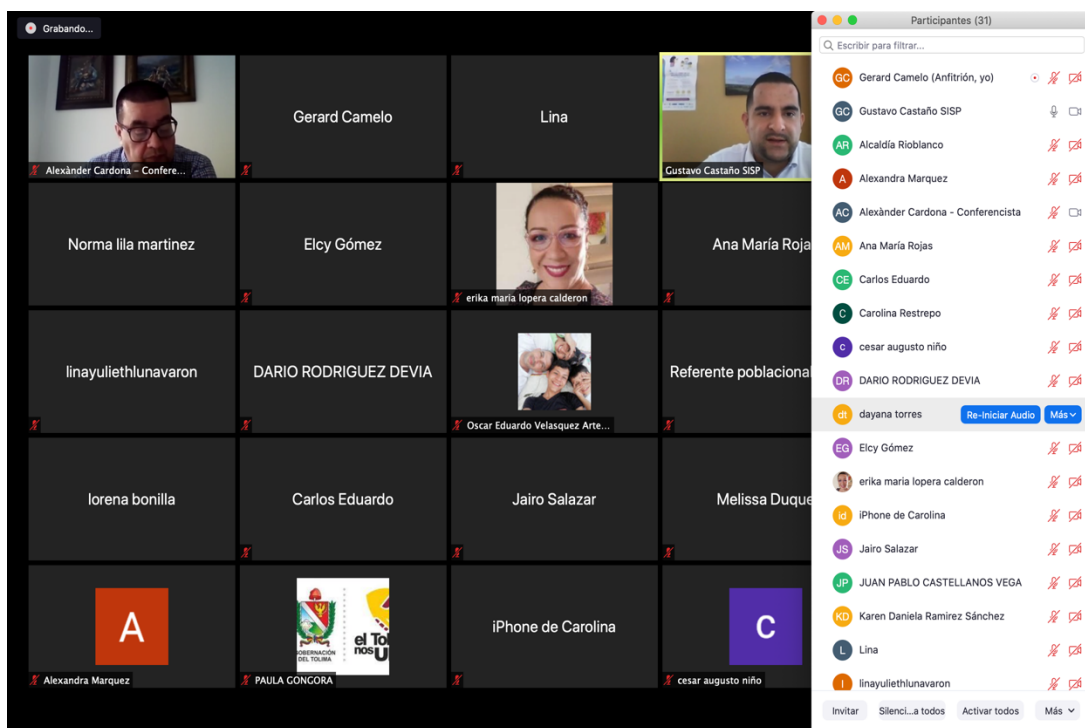 Grabando...
Alexànder Cardona - Confere...
Gerard Camelo
Lina
Gustavo Castaño SISP
Norma lila martinez
Elcy Gómez
erika maria lopera calderon
Ana María Roja
linayuliethlunavaron
DARIO RODRIGUEZ DEVIA
Oscar Eduardo Velasquez Arte...
Referente poblacional
lorena bonilla
Carlos Eduardo
Jairo Salazar
Melissa Duque
A
Alexandra Marquez
GOBERNACIÓN
DEL TOLIMA
el Tol
nos U
PAULA GONGORA
iPhone de Carolina
C
cesar augusto niño
Participantes (31)
Escribir para filtrar...
GC Gerard Camelo (Anfitrión, yo)
GC Gustavo Castaño SISP
AR Alcaldía Rioblanco
A Alexandra Marquez
AC Alexànder Cardona - Conferencista
AM Ana María Rojas
CE Carlos Eduardo
C Carolina Restrepo
c cesar augusto niño
DR DARIO RODRIGUEZ DEVIA
dt dayana torres Re-Iniciar Audio Más
EG Elcy Gómez
erika maria lopera calderon
id iPhone de Carolina
JS Jairo Salazar
JP JUAN PABLO CASTELLANOS VEGA
KD Karen Daniela Ramirez Sánchez
L Lina
l linayuliethlunavaron
Invitar Silenci...a todos Activar todos Más